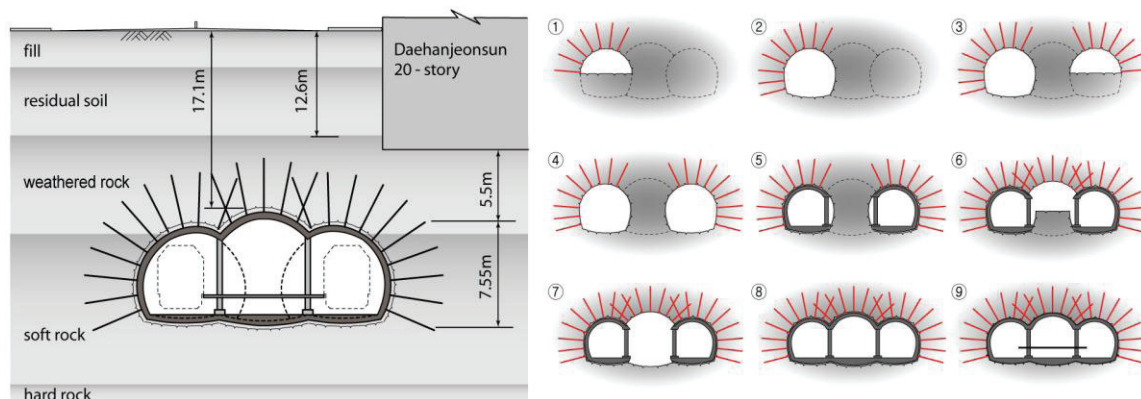 fill
residual soil
weathered rock
soft rock
hard rock
17.1m
12.6m
Daehanjeonsun
20 - story
5.5m
7.55m
①
②
③
④
⑤
⑥
⑦
⑧
⑨